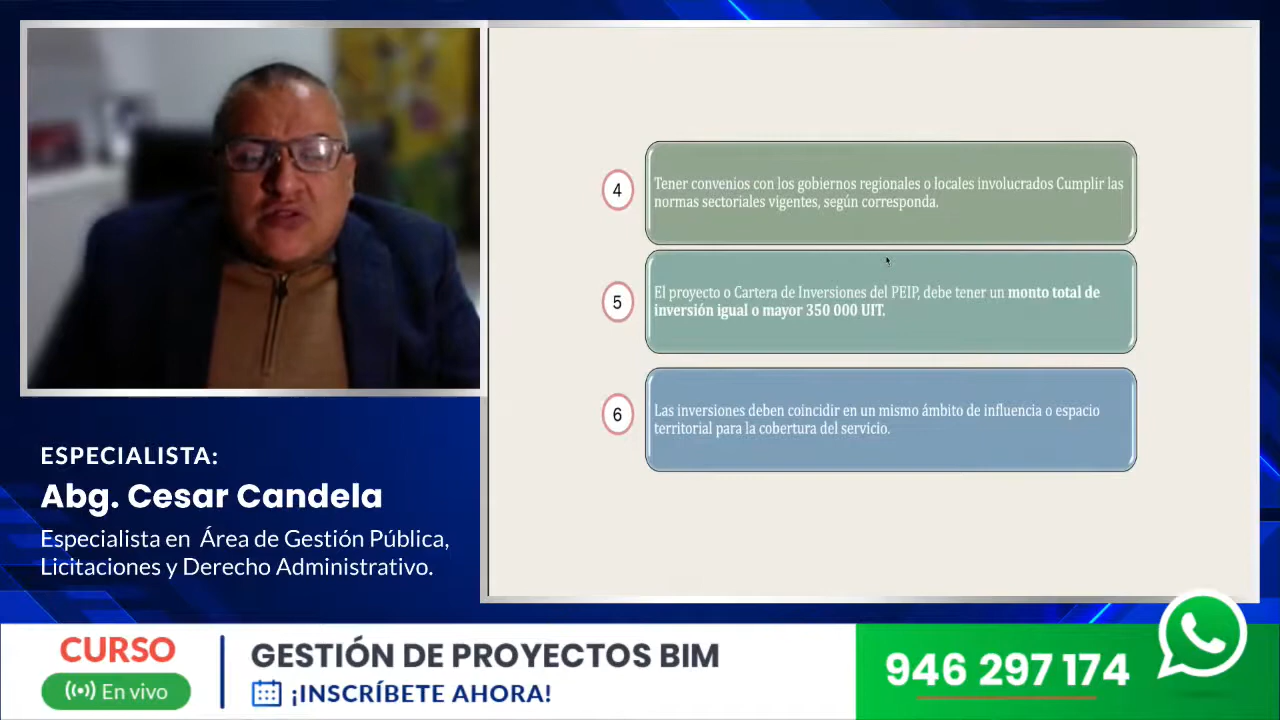 4
Tener convenios con los gobiernos regionales o locales involucrados Cumplir las
normas sectoriales vigentes, según corresponda.
5
El proyecto o Cartera de Inversiones del PEIP, debe tener un monto total de
inversión igual o mayor 350 000 UIT.
6
Las inversiones deben coincidir en un mismo ámbito de influencia o espacio
territorial para la cobertura del servicio.
ESPECIALISTA:
Abg. Cesar Candela
Especialista en Área de Gestión Pública,
Licitaciones y Derecho Administrativo.
CURSO
En vivo
GESTIÓN DE PROYECTOS BIM
¡INSCRÍBETE AHORA!
946 297 174